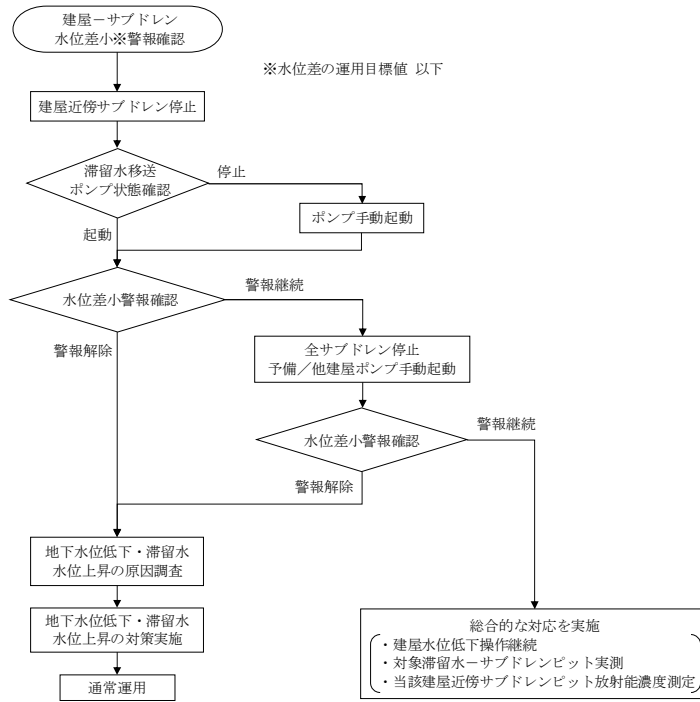 建屋－サブドレン
水位差小※警報確認
※水位差の運用目標値 以下
建屋近傍サブドレン停止
滞留水移送
ポンプ状態確認
停止
ポンプ手動起動
起動
水位差小警報確認
警報継続
警報解除
全サブドレン停止
予備／他建屋ポンプ手動起動
水位差小警報確認
警報継続
警報解除
地下水位低下・滞留水
水位上昇の原因調査
地下水位低下・滞留水
水位上昇の対策実施
通常運用
総合的な対応を実施
・建屋水位低下操作継続
・対象滞留水－サブドレンピット実測
・当該建屋近傍サブドレンピット放射能濃度測定